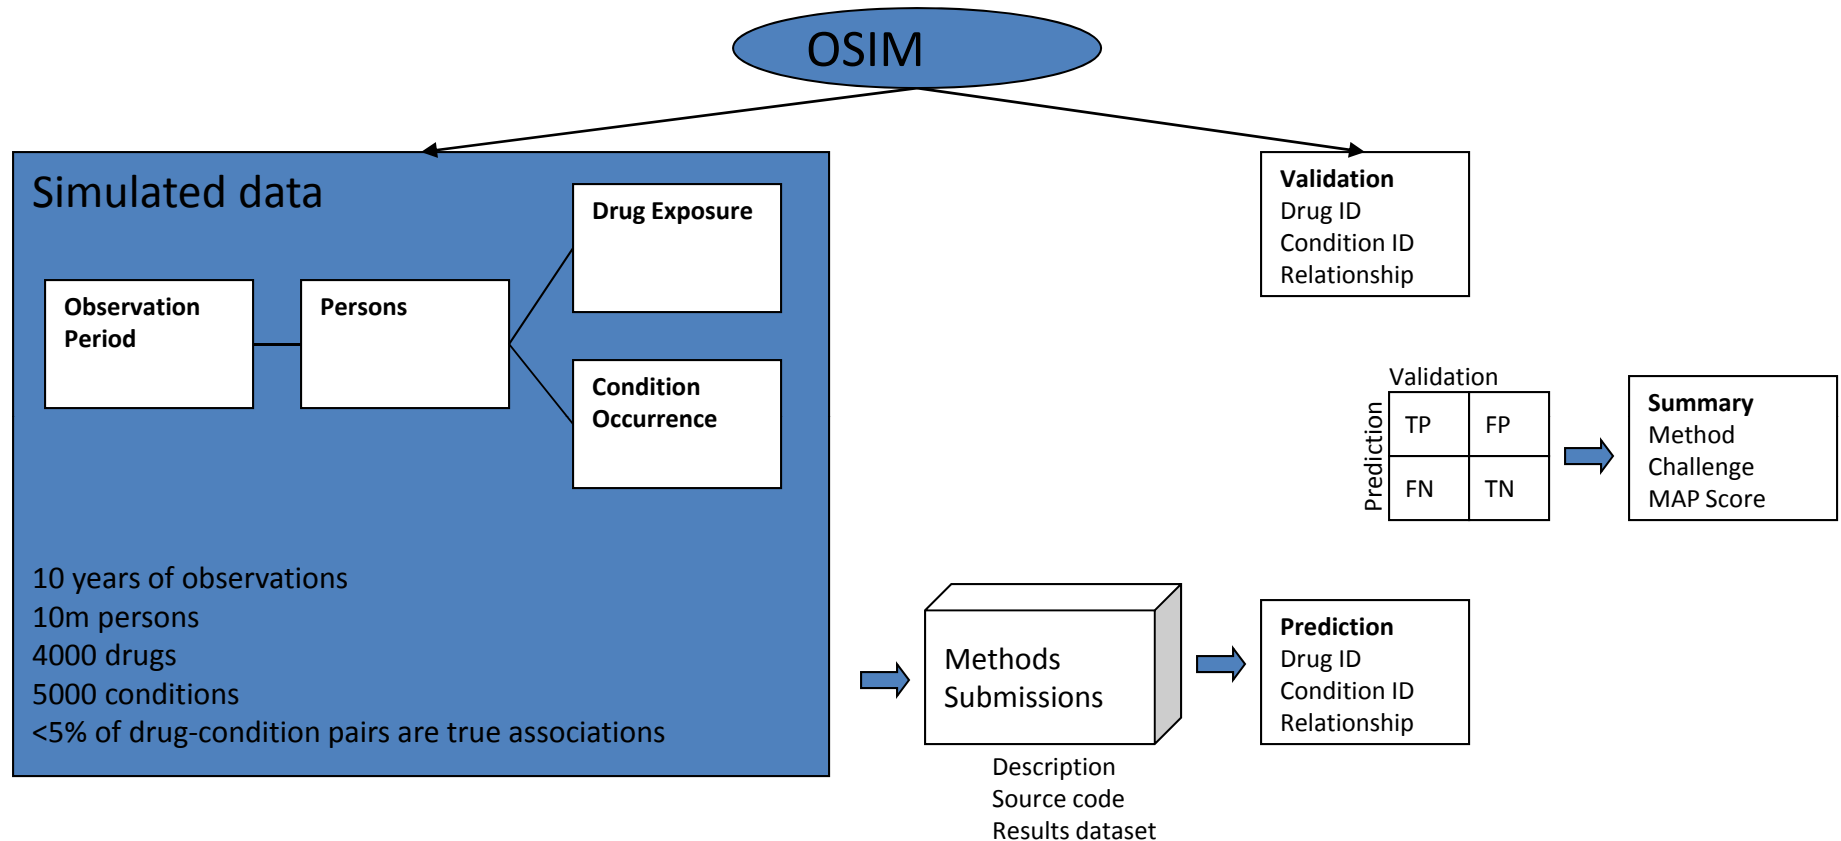 OSIM
Simulated data
Observation
Period
Persons
Drug Exposure
Condition
Occurrence
10 years of observations
10m persons
4000 drugs
5000 conditions
<5% of drug-condition pairs are true associations
Methods
Submissions
Description
Source code
Results dataset
Validation
Drug ID
Condition ID
Relationship
Prediction
Drug ID
Condition ID
Relationship
Validation
Prediction
TP FP
FN TN
Summary
Method
Challenge
MAP Score